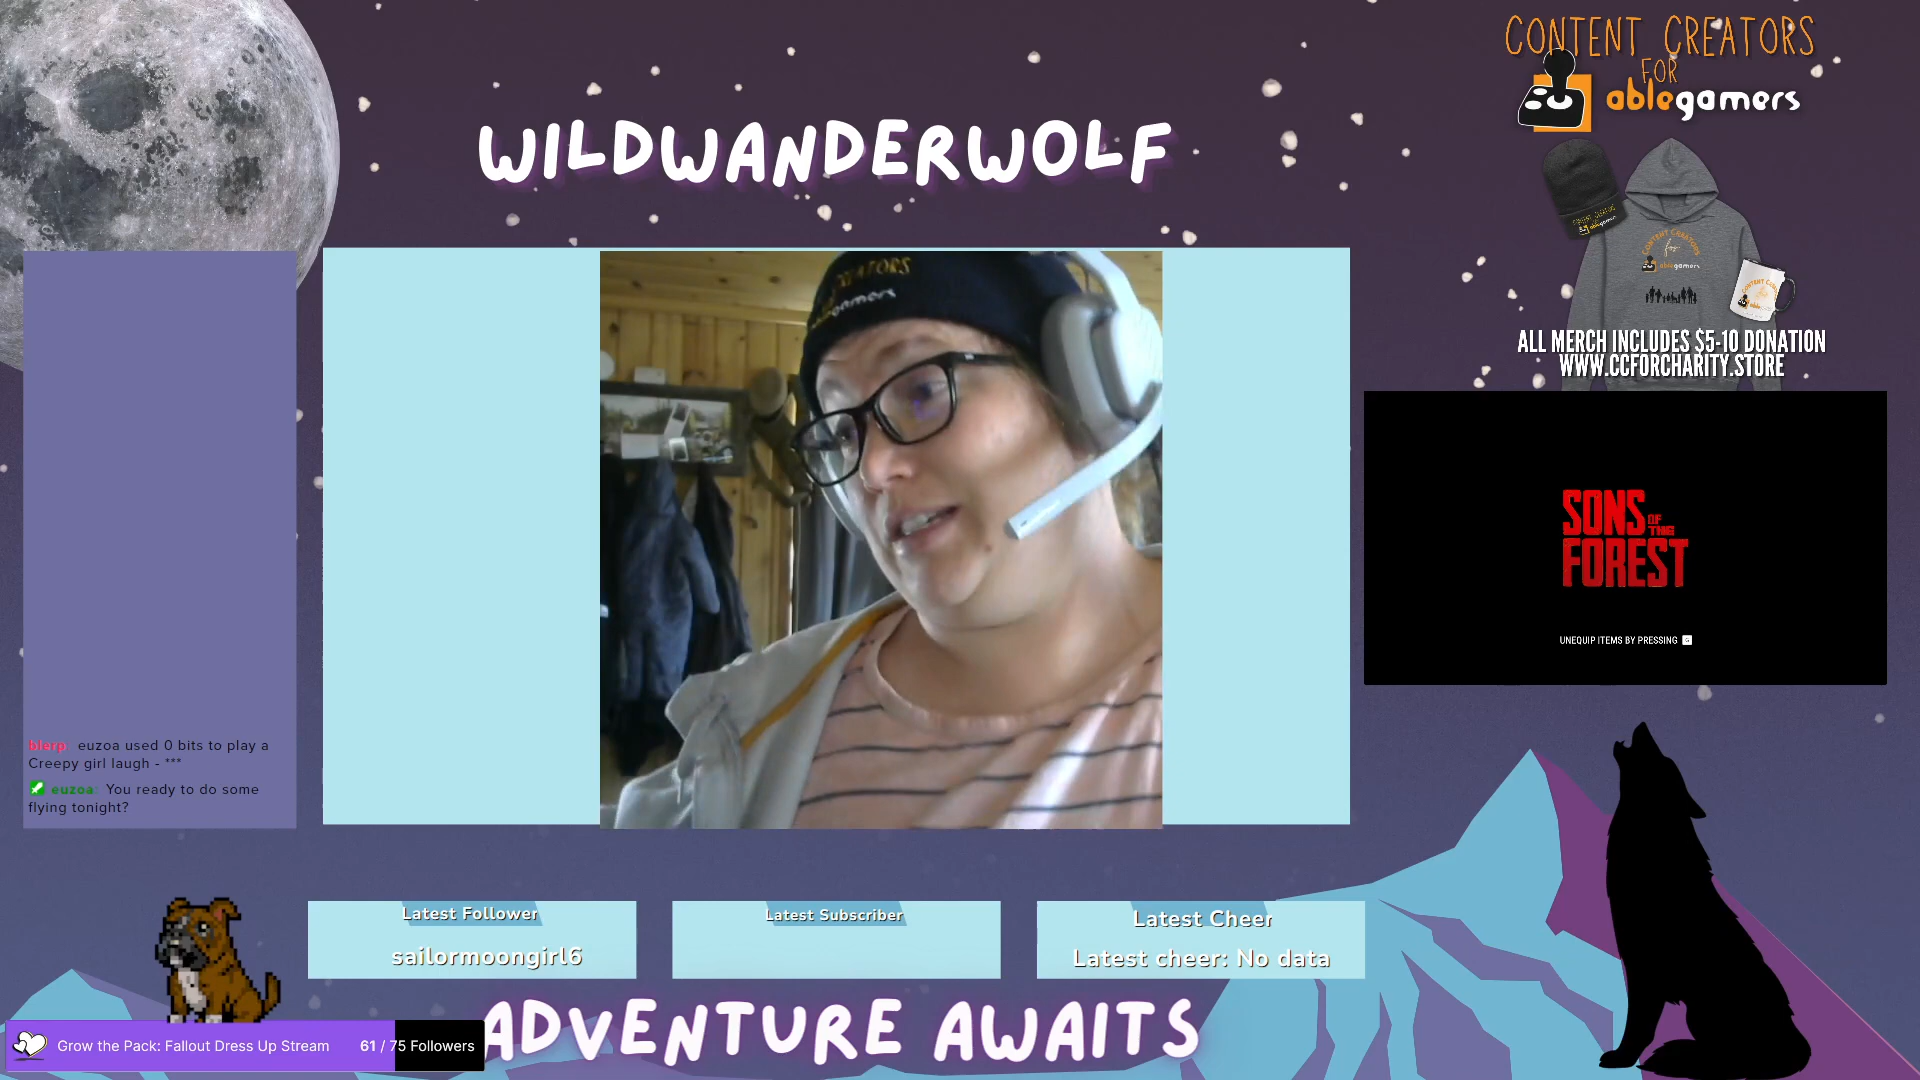 CONTENT CREATORS
FOR
ablegamers
WILDWANDERWOLF
ALL MERCH INCLUDES $5-10 DONATION
WWW.CCFORCHARITY.STORE
SONS OF THE
FOREST
UNEQUIP ITEMS BY PRESSING G
blerp euzoa used 0 bits to play a
Creepy girl laugh - ***
euzoa: You ready to do some
flying tonight?
Latest Follower
sailormoongirl6
Latest Subscriber
Latest Cheer
Latest cheer: No data
ADVENTURE AWAITS
Grow the Pack: Fallout Dress Up Stream 61 / 75 Followers